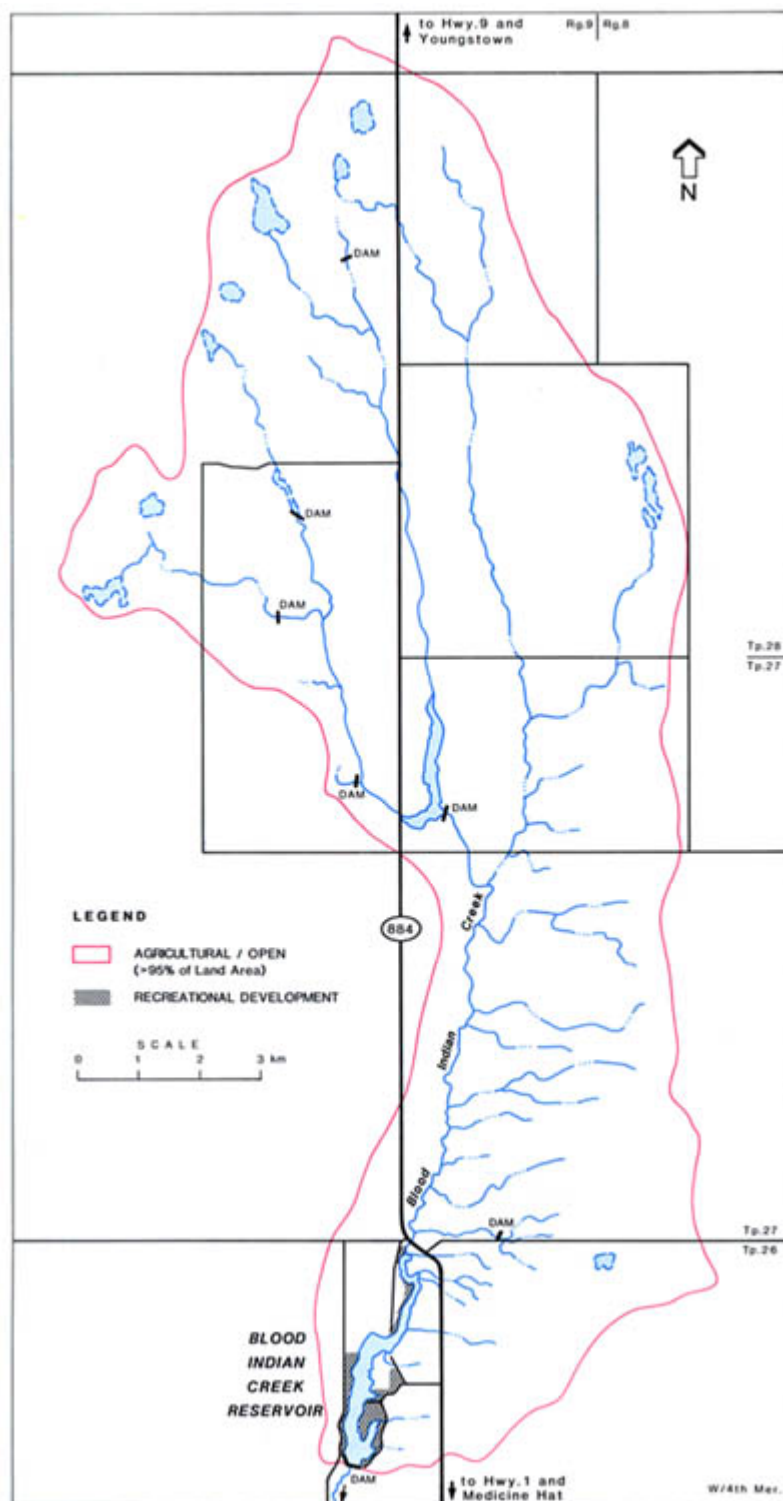 to Hwy.9 and
Youngstown
Rg.9 Rg.8
N
DAM
DAM
DAM
Tp.28
Tp.27
DAM
DAM
LEGEND
AGRICULTURAL / OPEN
(>95% of Land Area)
RECREATIONAL DEVELOPMENT
SCALE
0 1 2 3 km
884
Creek
Indian
Blood
DAM
Tp.27
Tp.26
BLOOD
INDIAN
CREEK
RESERVOIR
DAM
to Hwy.1 and
Medicine Hat
W/4th Mer.